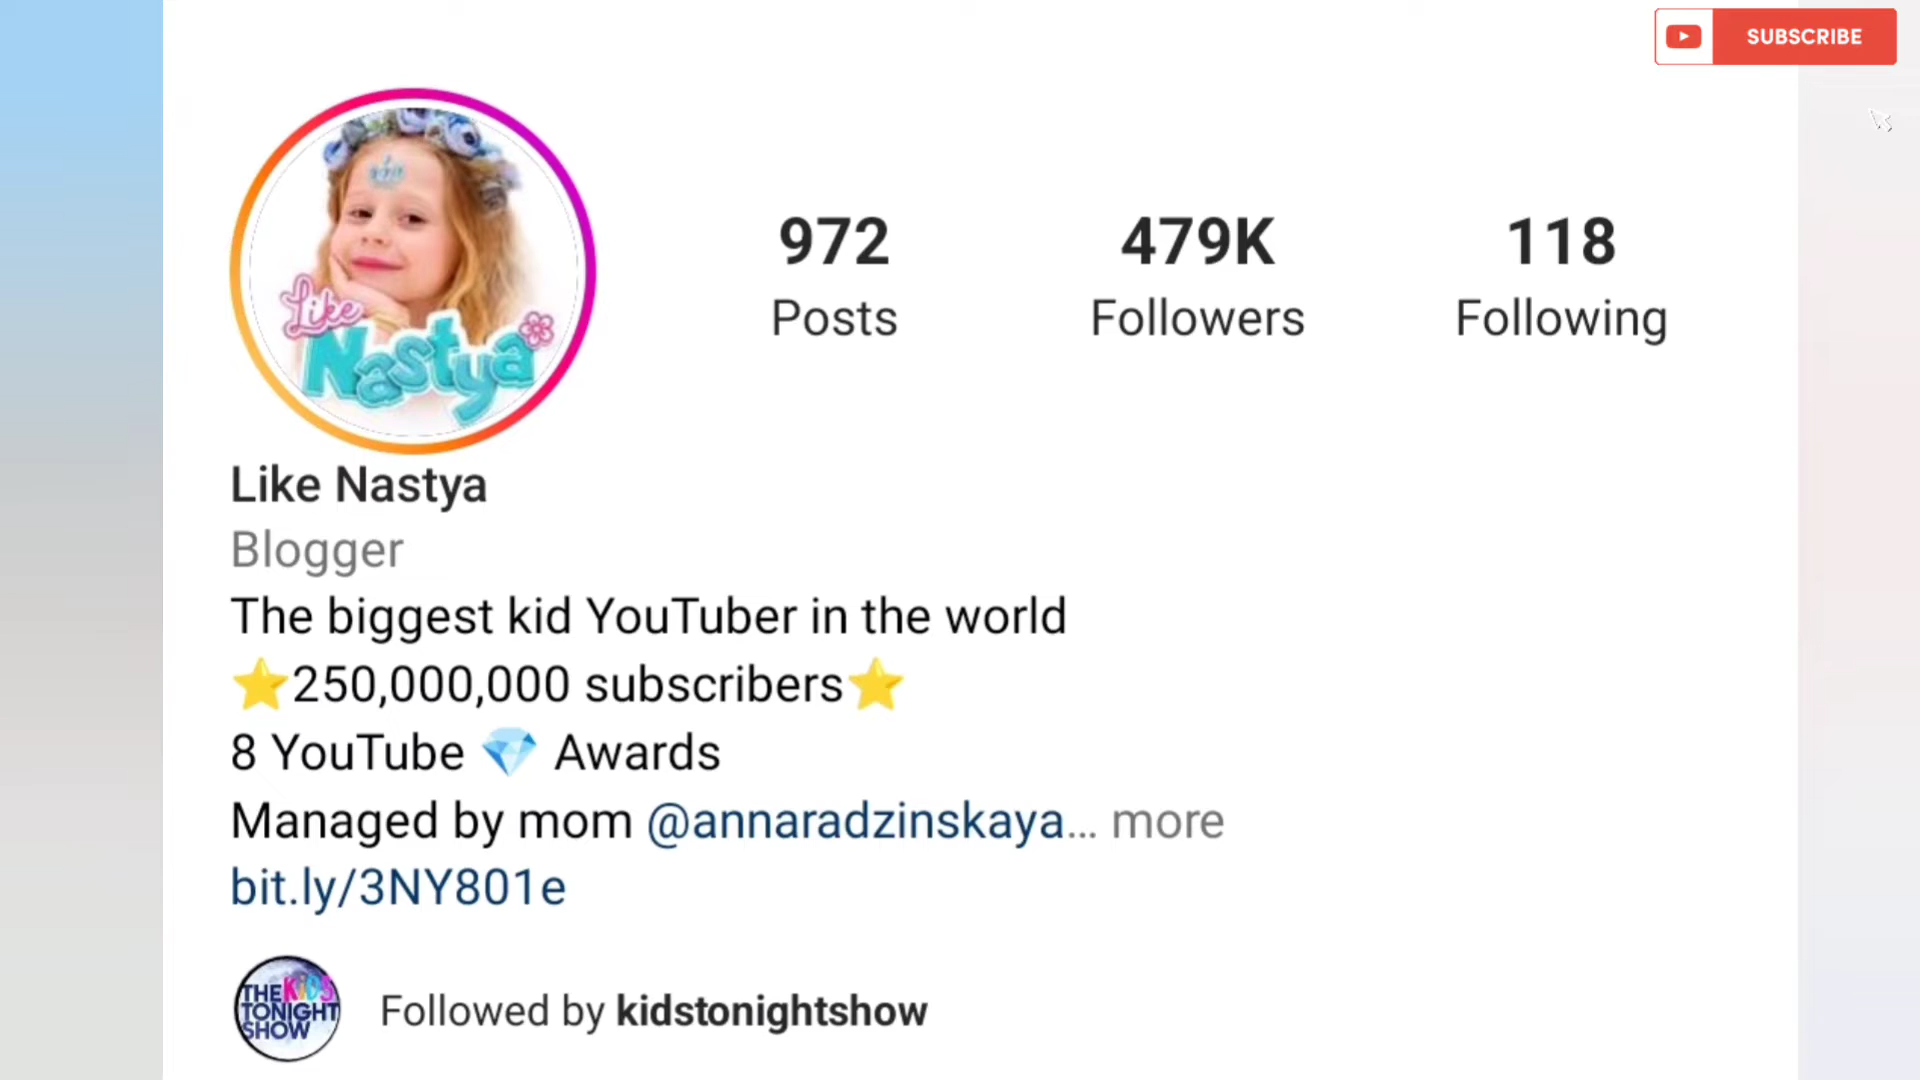 SUBSCRIBE
972
Posts
479K
Followers
118
Following
Like
Nastya
Like Nastya
Blogger
The biggest kid YouTuber in the world
⭐250,000,000 subscribers⭐
8 YouTube 💎 Awards
Managed by mom @annaradzinskaya... more
bit.ly/3NY801e
THE KIDS
TONIGHT
SHOW
Followed by kidstonightshow